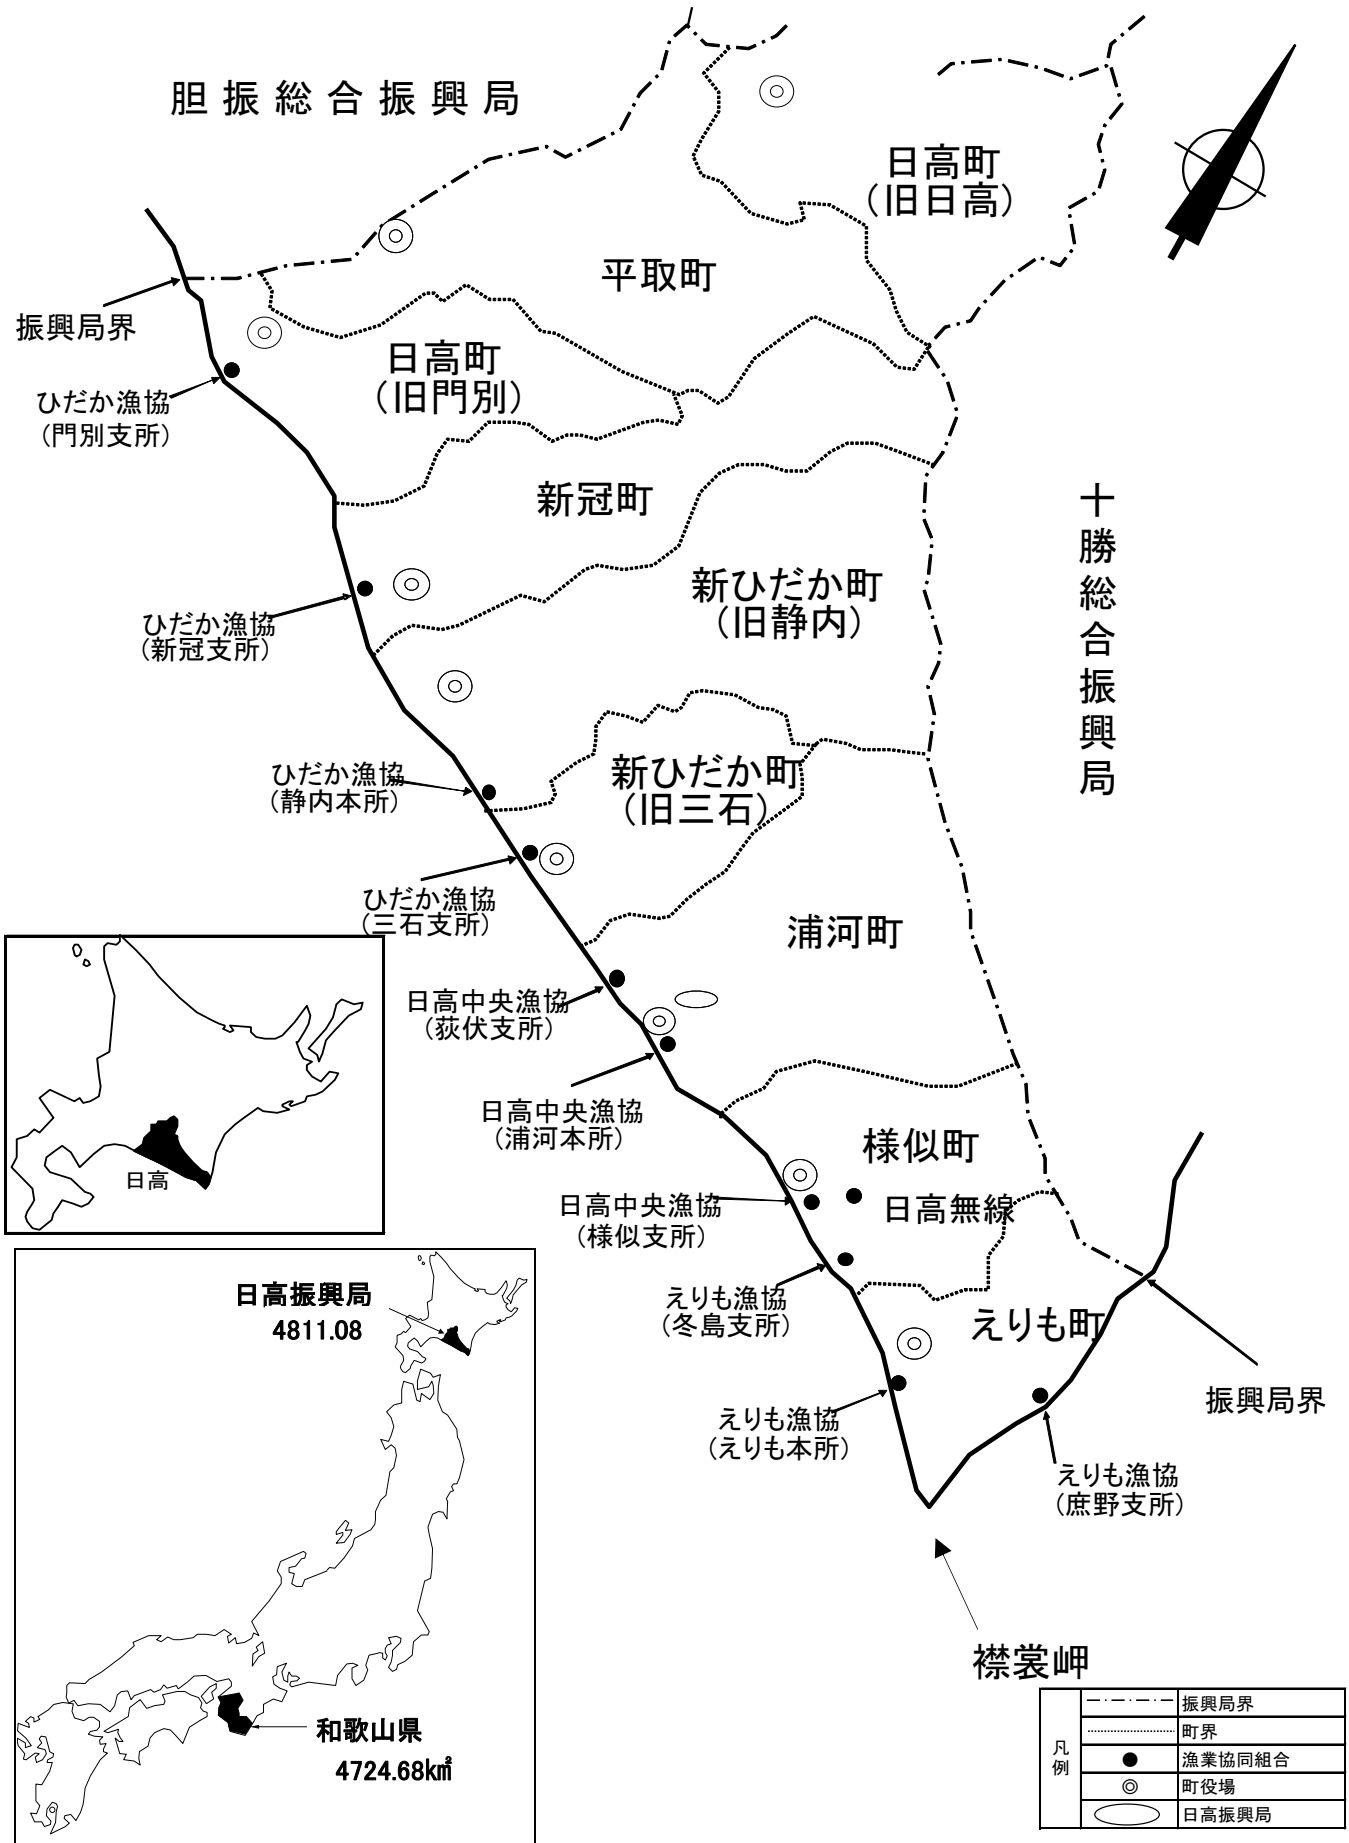 胆振総合振興局
日高町
(旧日高)
平取町
振興局界
日高町
(旧門別)
ひだか漁協
(門別支所)
新冠町
十勝総合振興局
新ひだか町
(旧静内)
ひだか漁協
(新冠支所)
新ひだか町
(旧三石)
ひだか漁協
(静内本所)
ひだか漁協
(三石支所)
浦河町
日高中央漁協
(荻伏支所)
日高中央漁協
(浦河本所)
様似町
日高
日高中央漁協
(様似支所)
日高無線
えりも漁協
(冬島支所)
えりも町
日高振興局
4811.08
振興局界
えりも漁協
(えりも本所)
えりも漁協
(庶野支所)
襟裳岬
和歌山県
4724.68k㎡
凡例
振興局界
町界
漁業協同組合
町役場
日高振興局